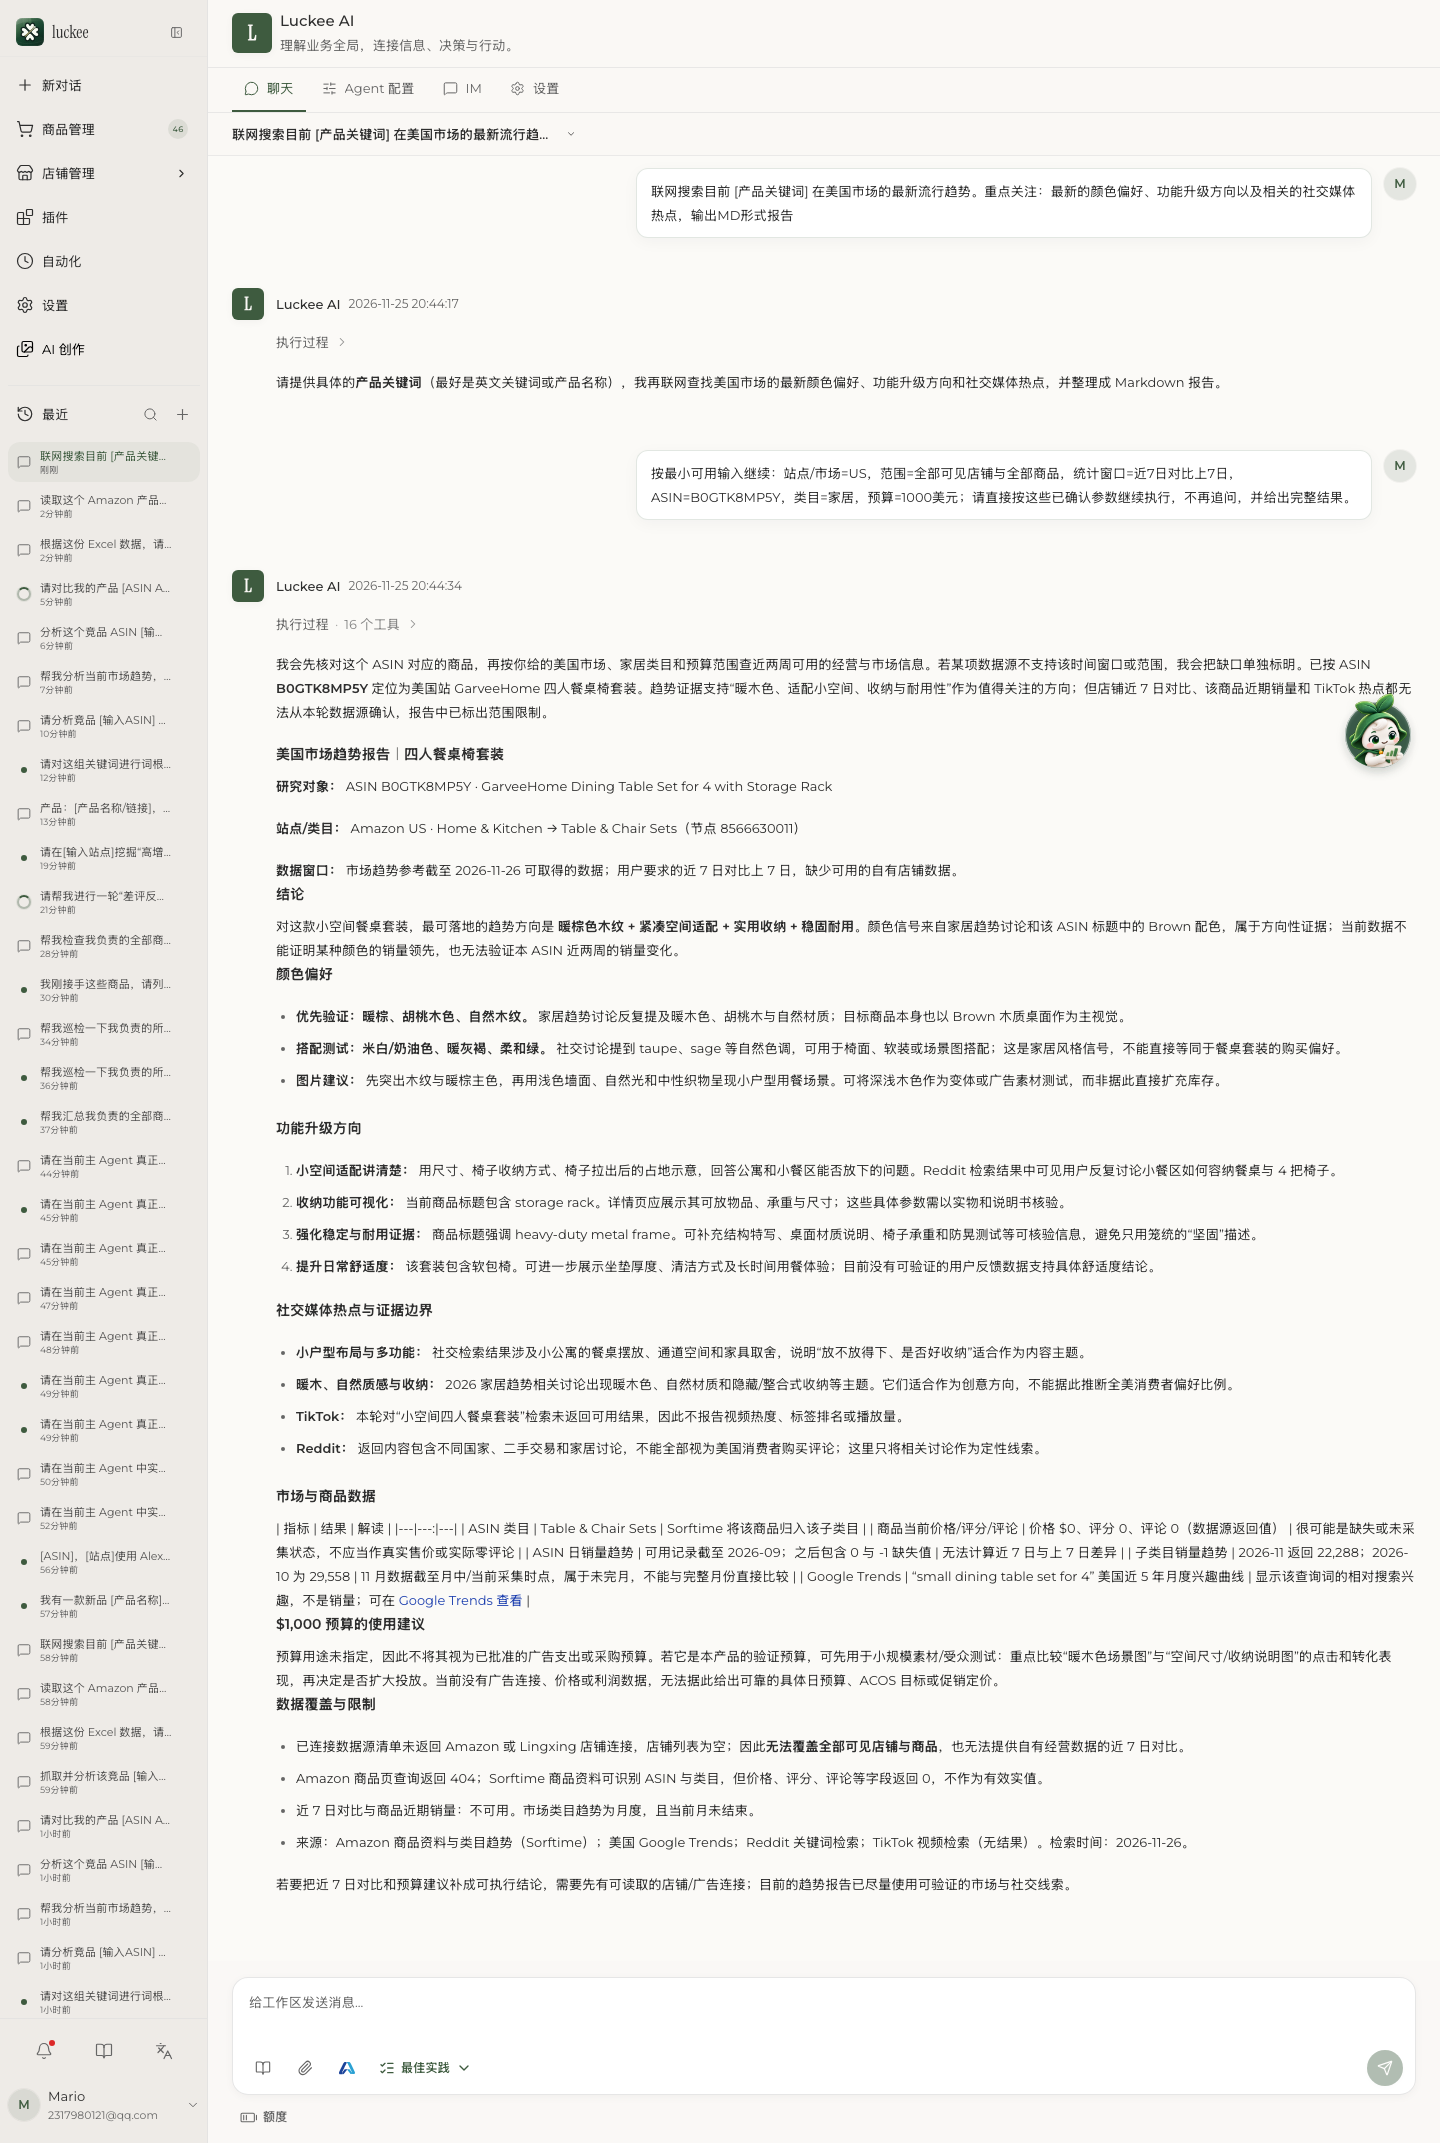 luckee
新对话
商品管理
46
店铺管理
插件
自动化
设置
AI 创作
最近
联网搜索目前 [产品关键...
刚刚
读取这个 Amazon 产品...
2分钟前
根据这份 Excel 数据，请...
2分钟前
请对比我的产品 [ASIN A...
5分钟前
分析这个竞品 ASIN [输...
6分钟前
帮我分析当前市场趋势，...
7分钟前
请分析竞品 [输入ASIN] ...
10分钟前
请对这组关键词进行词根...
12分钟前
产品：[产品名称/链接]，...
13分钟前
请在[输入站点]挖掘“高增...
19分钟前
请帮我进行一轮“差评反...
21分钟前
帮我检查我负责的全部商...
28分钟前
我刚接手这些商品，请列...
30分钟前
帮我巡检一下我负责的所...
34分钟前
帮我巡检一下我负责的所...
36分钟前
帮我汇总我负责的全部商...
37分钟前
请在当前主 Agent 真正...
44分钟前
请在当前主 Agent 真正...
45分钟前
请在当前主 Agent 真正...
45分钟前
请在当前主 Agent 真正...
47分钟前
请在当前主 Agent 真正...
48分钟前
请在当前主 Agent 真正...
49分钟前
请在当前主 Agent 真正...
49分钟前
请在当前主 Agent 中实...
50分钟前
请在当前主 Agent 中实...
52分钟前
[ASIN]，[站点]使用 Alex...
56分钟前
我有一款新品 [产品名称]...
57分钟前
联网搜索目前 [产品关键...
58分钟前
读取这个 Amazon 产品...
58分钟前
根据这份 Excel 数据，请...
59分钟前
抓取并分析该竞品 [输入...
59分钟前
请对比我的产品 [ASIN A...
1小时前
分析这个竞品 ASIN [输...
1小时前
帮我分析当前市场趋势，...
1小时前
请分析竞品 [输入ASIN] ...
1小时前
请对这组关键词进行词根...
1小时前
M
Mario
2317980121@qq.com
L
Luckee AI
理解业务全局，连接信息、决策与行动。
聊天
Agent 配置
IM
设置
联网搜索目前 [产品关键词] 在美国市场的最新流行趋...
联网搜索目前 [产品关键词] 在美国市场的最新流行趋势。重点关注：最新的颜色偏好、功能升级方向以及相关的社交媒体
热点，输出MD形式报告
M
L
Luckee AI 2026-11-25 20:44:17
执行过程
请提供具体的产品关键词（最好是英文关键词或产品名称），我再联网查找美国市场的最新颜色偏好、功能升级方向和社交媒体热点，并整理成 Markdown 报告。
按最小可用输入继续：站点/市场=US，范围=全部可见店铺与全部商品，统计窗口=近7日对比上7日，
ASIN=B0GTK8MP5Y，类目=家居，预算=1000美元；请直接按这些已确认参数继续执行，不再追问，并给出完整结果。
M
L
Luckee AI 2026-11-25 20:44:34
执行过程 · 16 个工具
我会先核对这个 ASIN 对应的商品，再按你给的美国市场、家居类目和预算范围查近两周可用的经营与市场信息。若某项数据源不支持该时间窗口或范围，我会把缺口单独标明。已按 ASIN
B0GTK8MP5Y 定位为美国站 GarveeHome 四人餐桌椅套装。趋势证据支持“暖木色、适配小空间、收纳与耐用性”作为值得关注的方向；但店铺近 7 日对比、该商品近期销量和 TikTok 热点都无
法从本轮数据源确认，报告中已标出范围限制。
美国市场趋势报告｜四人餐桌椅套装
研究对象： ASIN B0GTK8MP5Y · GarveeHome Dining Table Set for 4 with Storage Rack
站点/类目： Amazon US · Home & Kitchen → Table & Chair Sets（节点 8566630011）
数据窗口： 市场趋势参考截至 2026-11-26 可取得的数据；用户要求的近 7 日对比上 7 日，缺少可用的自有店铺数据。
结论
对这款小空间餐桌套装，最可落地的趋势方向是 暖棕色木纹 + 紧凑空间适配 + 实用收纳 + 稳固耐用。颜色信号来自家居趋势讨论和该 ASIN 标题中的 Brown 配色，属于方向性证据；当前数据不
能证明某种颜色的销量领先，也无法验证本 ASIN 近两周的销量变化。
颜色偏好
• 优先验证：暖棕、胡桃木色、自然木纹。 家居趋势讨论反复提及暖木色、胡桃木与自然材质；目标商品本身也以 Brown 木质桌面作为主视觉。
• 搭配测试：米白/奶油色、暖灰褐、柔和绿。 社交讨论提到 taupe、sage 等自然色调，可用于椅面、软装或场景图搭配；这是家居风格信号，不能直接等同于餐桌套装的购买偏好。
• 图片建议： 先突出木纹与暖棕主色，再用浅色墙面、自然光和中性织物呈现小户型用餐场景。可将深浅木色作为变体或广告素材测试，而非据此直接扩充库存。
功能升级方向
1. 小空间适配讲清楚： 用尺寸、椅子收纳方式、椅子拉出后的占地示意，回答公寓和小餐区能否放下的问题。Reddit 检索结果中可见用户反复讨论小餐区如何容纳餐桌与 4 把椅子。
2. 收纳功能可视化： 当前商品标题包含 storage rack。详情页应展示其可放物品、承重与尺寸；这些具体参数需以实物和说明书核验。
3. 强化稳定与耐用证据： 商品标题强调 heavy-duty metal frame。可补充结构特写、桌面材质说明、椅子承重和防晃测试等可核验信息，避免只用笼统的“坚固”描述。
4. 提升日常舒适度： 该套装包含软包椅。可进一步展示坐垫厚度、清洁方式及长时间用餐体验；目前没有可验证的用户反馈数据支持具体舒适度结论。
社交媒体热点与证据边界
• 小户型布局与多功能： 社交检索结果涉及小公寓的餐桌摆放、通道空间和家具取舍，说明“放不放得下、是否好收纳”适合作为内容主题。
• 暖木、自然质感与收纳： 2026 家居趋势相关讨论出现暖木色、自然材质和隐藏/整合式收纳等主题。它们适合作为创意方向，不能据此推断全美消费者偏好比例。
• TikTok： 本轮对“小空间四人餐桌套装”检索未返回可用结果，因此不报告视频热度、标签排名或播放量。
• Reddit： 返回内容包含不同国家、二手交易和家居讨论，不能全部视为美国消费者购买评论；这里只将相关讨论作为定性线索。
市场与商品数据
| 指标 | 结果 | 解读 | |---|---:|---| | ASIN 类目 | Table & Chair Sets | Sorftime 将该商品归入该子类目 | | 商品当前价格/评分/评论 | 价格 $0、评分 0、评论 0（数据源返回值） | 很可能是缺失或未采
集状态，不应当作真实售价或实际零评论 | | ASIN 日销量趋势 | 可用记录截至 2026-09；之后包含 0 与 -1 缺失值 | 无法计算近 7 日与上 7 日差异 | | 子类目销量趋势 | 2026-11 返回 22,288；2026-
10 为 29,558 | 11 月数据截至月中/当前采集时点，属于未完月，不能与完整月份直接比较 | | Google Trends | “small dining table set for 4” 美国近 5 年月度兴趣曲线 | 显示该查询词的相对搜索兴
趣，不是销量；可在 Google Trends 查看 |
$1,000 预算的使用建议
预算用途未指定，因此不将其视为已批准的广告支出或采购预算。若它是本产品的验证预算，可先用于小规模素材/受众测试：重点比较“暖木色场景图”与“空间尺寸/收纳说明图”的点击和转化表
现，再决定是否扩大投放。当前没有广告连接、价格或利润数据，无法据此给出可靠的具体日预算、ACOS 目标或促销定价。
数据覆盖与限制
• 已连接数据源清单未返回 Amazon 或 Lingxing 店铺连接，店铺列表为空；因此无法覆盖全部可见店铺与商品，也无法提供自有经营数据的近 7 日对比。
• Amazon 商品页查询返回 404；Sorftime 商品资料可识别 ASIN 与类目，但价格、评分、评论等字段返回 0，不作为有效实值。
• 近 7 日对比与商品近期销量：不可用。市场类目趋势为月度，且当前月未结束。
• 来源：Amazon 商品资料与类目趋势（Sorftime）；美国 Google Trends；Reddit 关键词检索；TikTok 视频检索（无结果）。检索时间：2026-11-26。
若要把近 7 日对比和预算建议补成可执行结论，需要先有可读取的店铺/广告连接；目前的趋势报告已尽量使用可验证的市场与社交线索。
给工作区发送消息...
最佳实践
额度